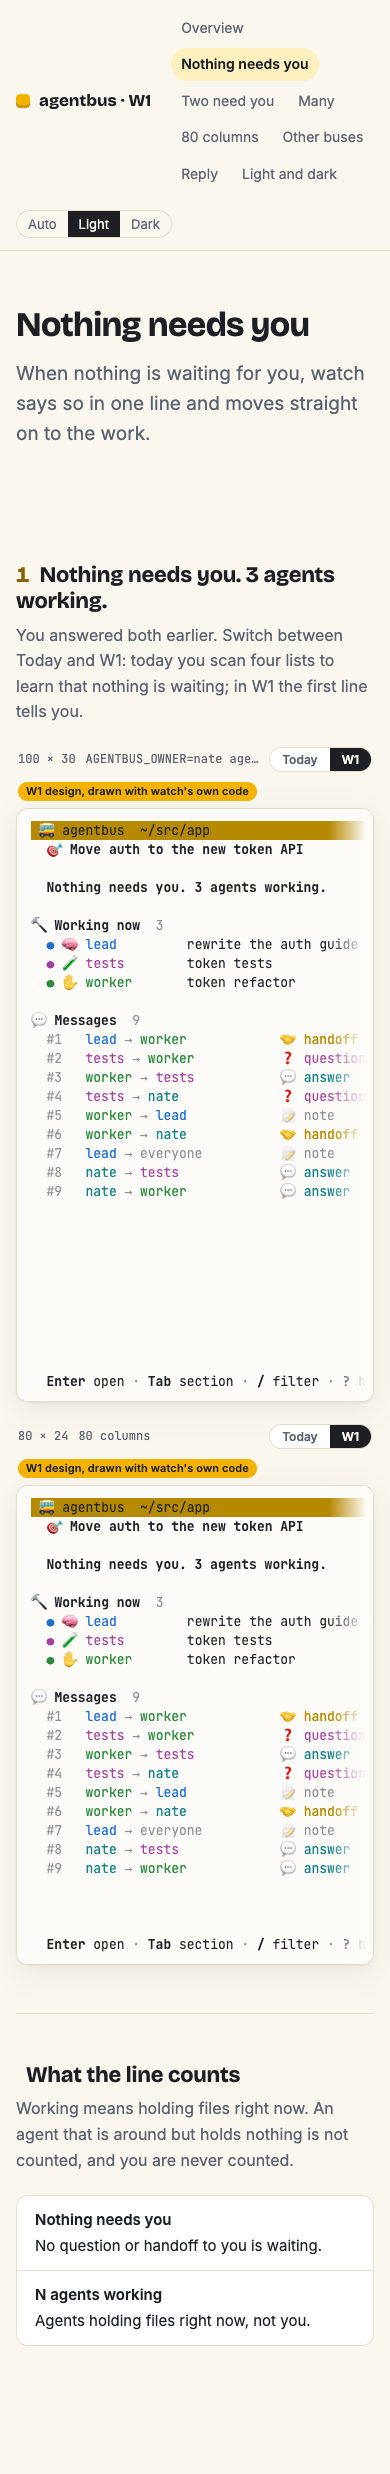 Overview
Nothing needs you
agentbus · W1
Two need you Many
80 columns Other buses
Reply Light and dark
Auto Light Dark
Nothing needs you
When nothing is waiting for you, watch
says so in one line and moves straight
on to the work.
1 Nothing needs you. 3 agents
working.
You answered both earlier. Switch between
Today and W1: today you scan four lists to
learn that nothing is waiting; in W1 the first line
tells you.
100 × 30 AGENTBUS_OWNER=nate age… Today W1
W1 design, drawn with watch's own code
agentbus ~/src/app
Move auth to the new token API
Nothing needs you. 3 agents working.
Working now 3
lead rewrite the auth guide
tests token tests
worker token refactor
Messages 9
#1 lead → worker handoff
#2 tests → worker question
#3 worker → tests answer
#4 tests → nate question
#5 worker → lead note
#6 worker → nate handoff
#7 lead → everyone note
#8 nate → tests answer
#9 nate → worker answer
Enter open · Tab section · / filter · ? h
80 × 24 80 columns Today W1
W1 design, drawn with watch's own code
agentbus ~/src/app
Move auth to the new token API
Nothing needs you. 3 agents working.
Working now 3
lead rewrite the auth guide
tests token tests
worker token refactor
Messages 9
#1 lead → worker handoff
#2 tests → worker question
#3 worker → tests answer
#4 tests → nate question
#5 worker → lead note
#6 worker → nate handoff
#7 lead → everyone note
#8 nate → tests answer
#9 nate → worker answer
Enter open · Tab section · / filter · ? h
What the line counts
Working means holding files right now. An
agent that is around but holds nothing is not
counted, and you are never counted.
Nothing needs you
No question or handoff to you is waiting.
N agents working
Agents holding files right now, not you.